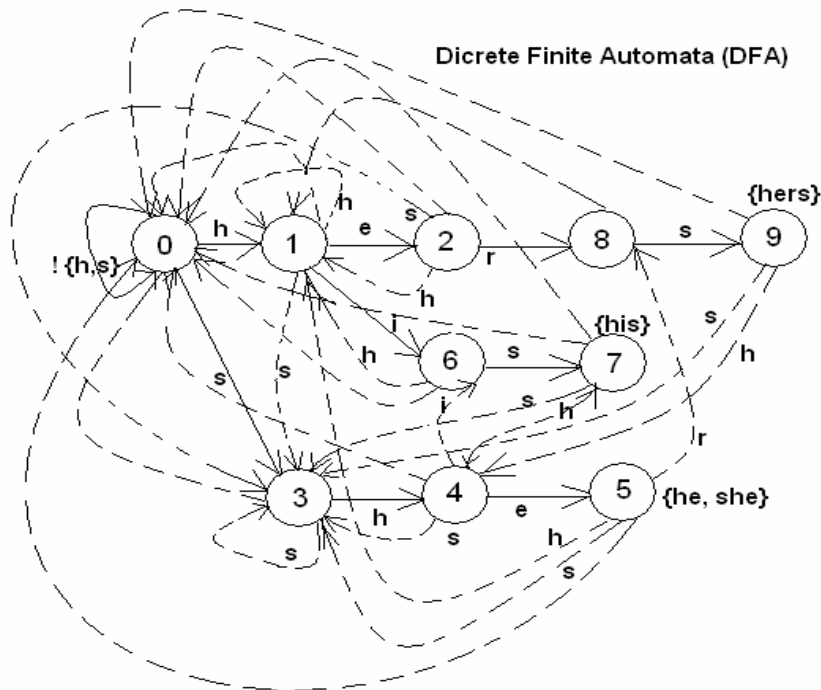 Dicrete Finite Automata (DFA)
{hers}
h
s
0
h
1
e
2
r
8
s
9
! {h,s}
h
{his}
s
h
i
s
s
h
6
s
7
i
s
h
r
3
h
4
e
5
{he, she}
s
s
h
s